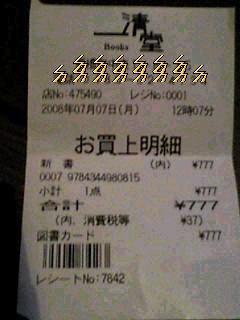 一清堂
Books
店No:475490 レジNo:0001
2008年07月07日(月) 12時07分
お買上明細
新 書 (内) ¥777
0007 9784344980815
小計 1点 ¥777
合計 ¥777
(内、消費税等 ¥37)
図書カード ¥777
レシートNo:7842